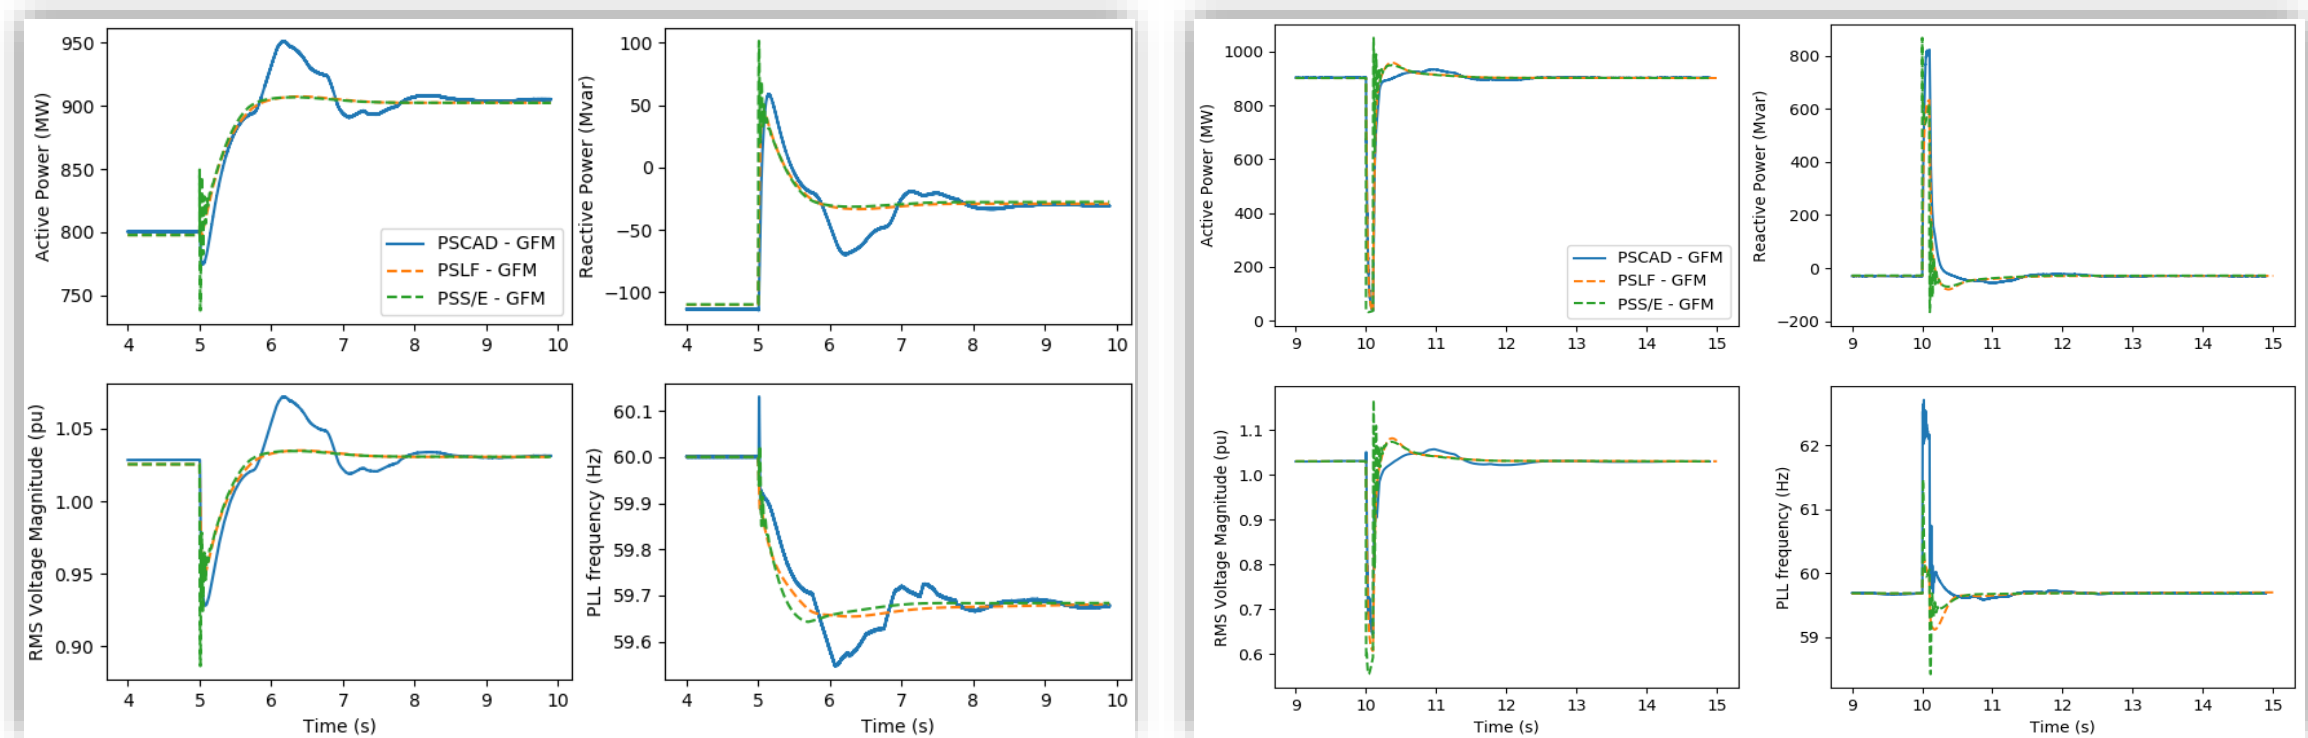 Active Power (MW)
950
900
850
800
750
4 5 6 7 8 9 10
PSCAD - GFM
PSLF - GFM
PSS/E - GFM
Reactive Power (Mvar)
100
50
0
−50
−100
4 5 6 7 8 9 10
RMS Voltage Magnitude (pu)
1.05
1.00
0.95
0.90
4 5 6 7 8 9 10
Time (s)
PLL frequency (Hz)
60.1
60.0
59.9
59.8
59.7
59.6
4 5 6 7 8 9 10
Time (s)
Active Power (MW)
1000
800
600
400
200
0
9 10 11 12 13 14 15
PSCAD - GFM
PSLF - GFM
PSS/E - GFM
Reactive Power (Mvar)
800
600
400
200
0
−200
9 10 11 12 13 14 15
RMS Voltage Magnitude (pu)
1.1
1.0
0.9
0.8
0.7
0.6
9 10 11 12 13 14 15
Time (s)
PLL frequency (Hz)
62
61
60
59
9 10 11 12 13 14 15
Time (s)